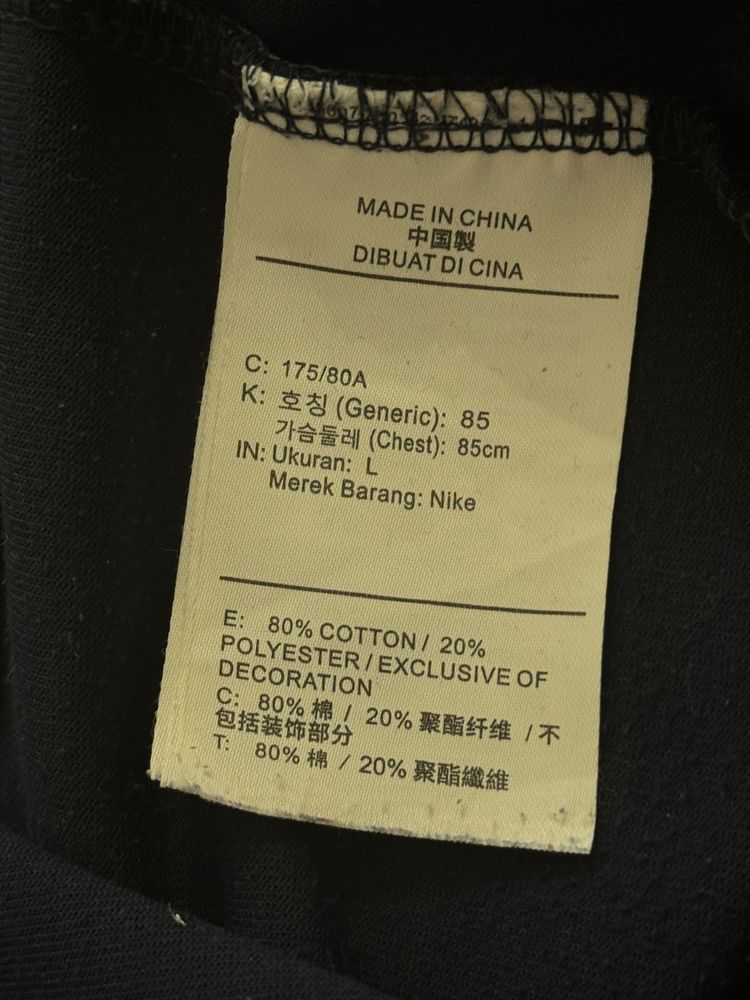 MADE IN CHINA
中国製
DIBUAT DI CINA
C: 175/80A
K: 호칭 (Generic): 85
가슴둘레 (Chest): 85cm
IN: Ukuran: L
Merek Barang: Nike
E: 80% COTTON / 20%
POLYESTER / EXCLUSIVE OF
DECORATION
C: 80% 棉 / 20% 聚酯纤维 / 不
包括装饰部分
T: 80% 棉 / 20% 聚酯纖維